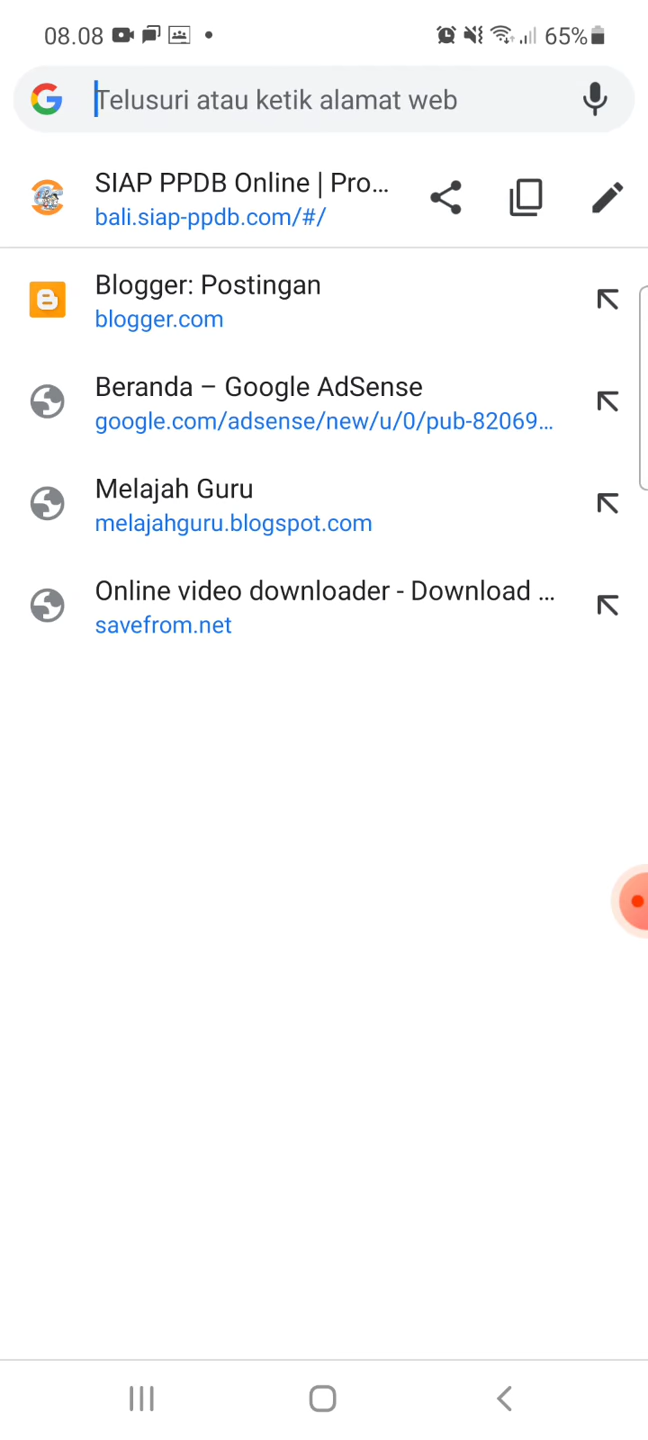 08.08
65%
Telusuri atau ketik alamat web
SIAP PPDB Online | Pro...
bali.siap-ppdb.com/#/
Blogger: Postingan
blogger.com
Beranda – Google AdSense
google.com/adsense/new/u/0/pub-82069...
Melajah Guru
melajahguru.blogspot.com
Online video downloader - Download ...
savefrom.net